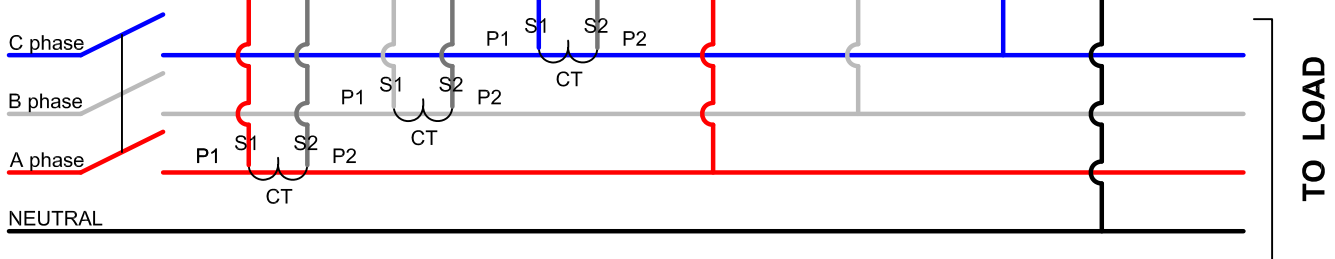 S1 S2
C phase P1 P2
CT
S1 S2
B phase P1 P2
CT
S1 S2
A phase P1 P2
CT
NEUTRAL
TO LOAD